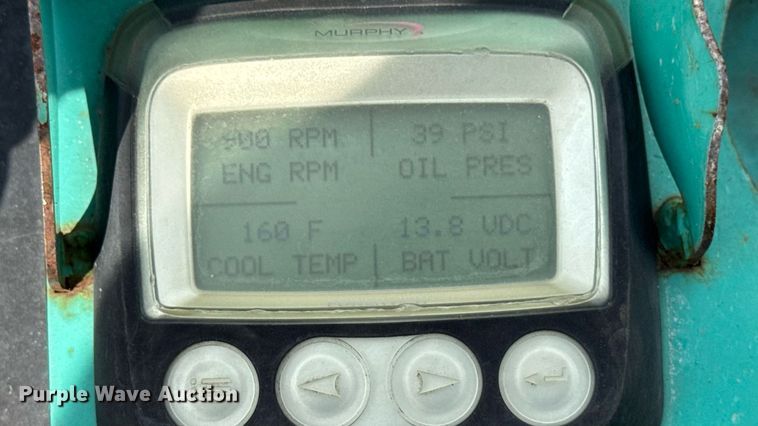 MURPHY
00 RPM
39 PSI
ENG RPM
OIL PRES
160 F
13.8 VDC
COOL TEMP
BAT VOLT
Purple Wave Auction